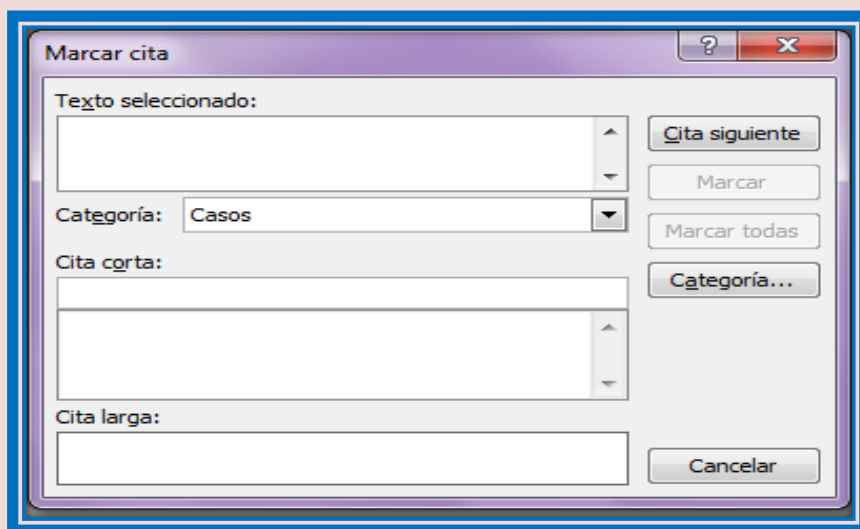 Marcar cita
?
Texto seleccionado:
Cita siguiente
Marcar
Categoría: Casos
Marcar todas
Cita corta:
Categoría...
Cita larga:
Cancelar